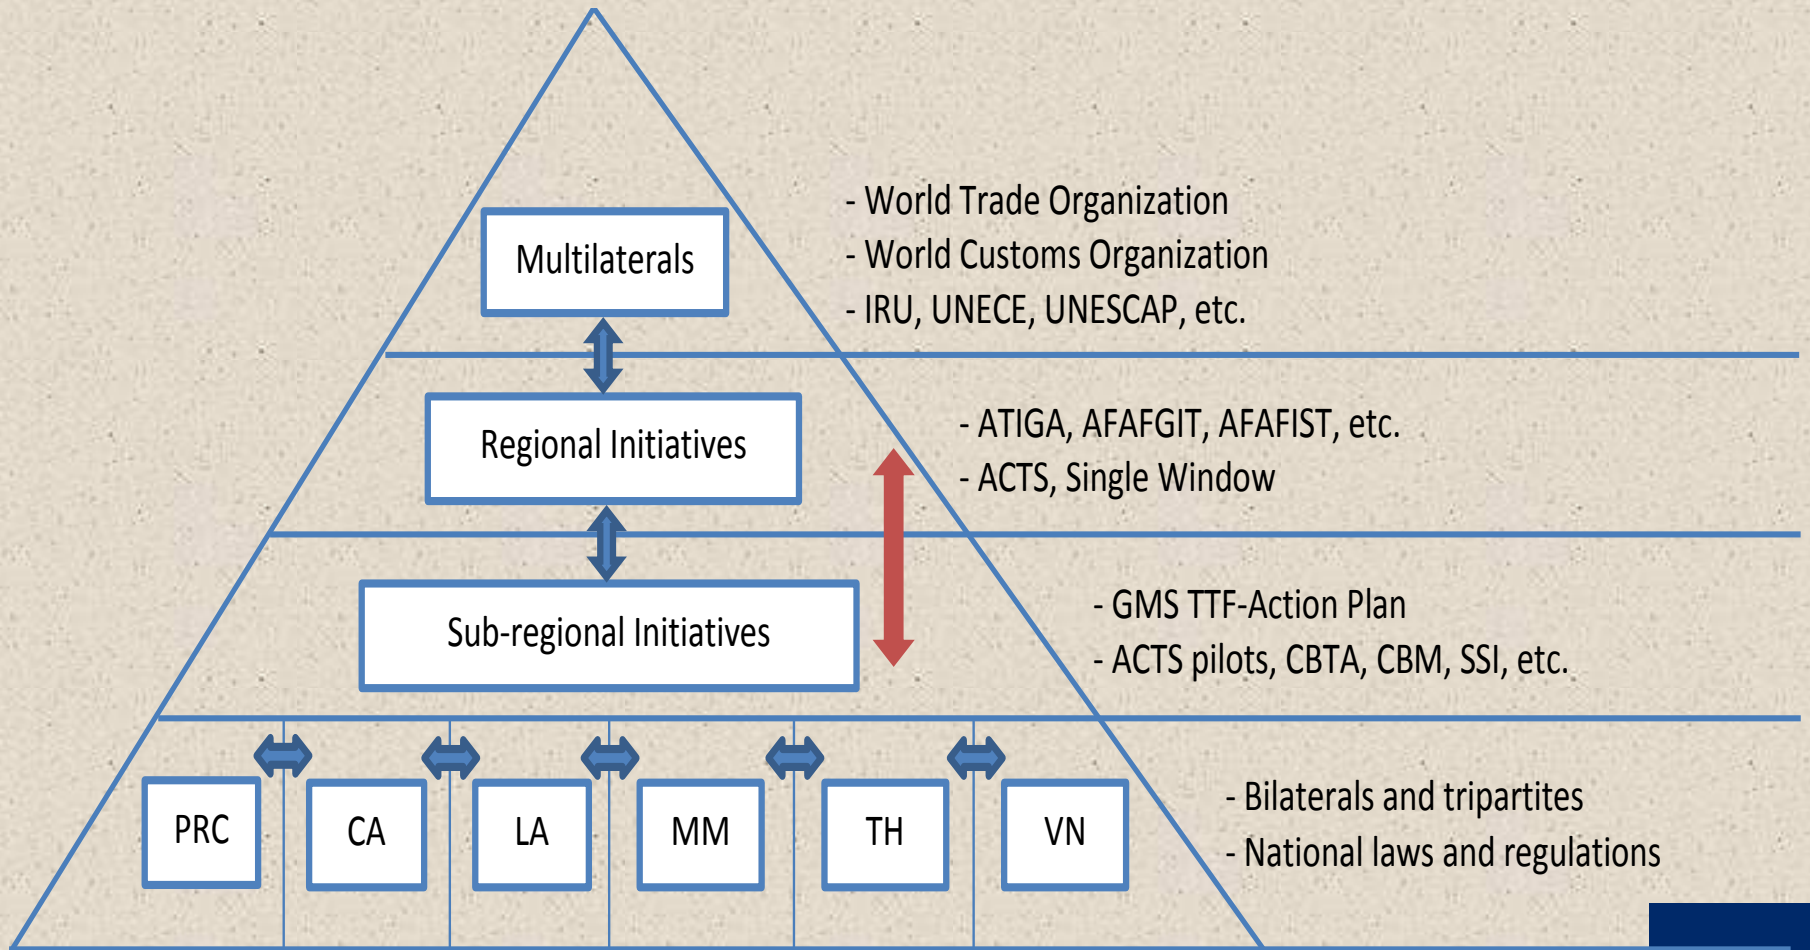 Multilaterals
- World Trade Organization
- World Customs Organization
- IRU, UNECE, UNESCAP, etc.
Regional Initiatives
- ATIGA, AFAFGIT, AFAFIST, etc.
- ACTS, Single Window
Sub-regional Initiatives
- GMS TTF-Action Plan
- ACTS pilots, CBTA, CBM, SSI, etc.
PRC
CA
LA
MM
TH
VN
- Bilaterals and tripartites
- National laws and regulations